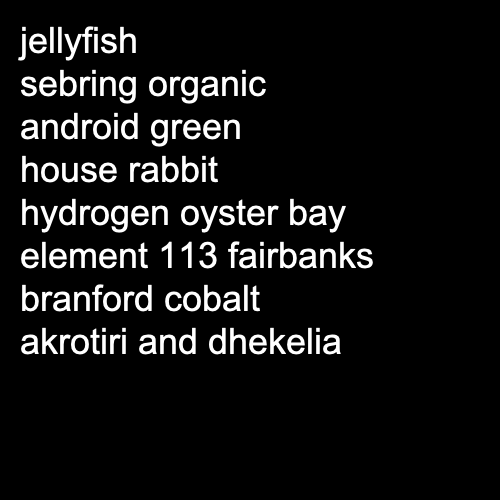 jellyfish
sebring organic
android green
house rabbit
hydrogen oyster bay
element 113 fairbanks
branford cobalt
akrotiri and dhekelia